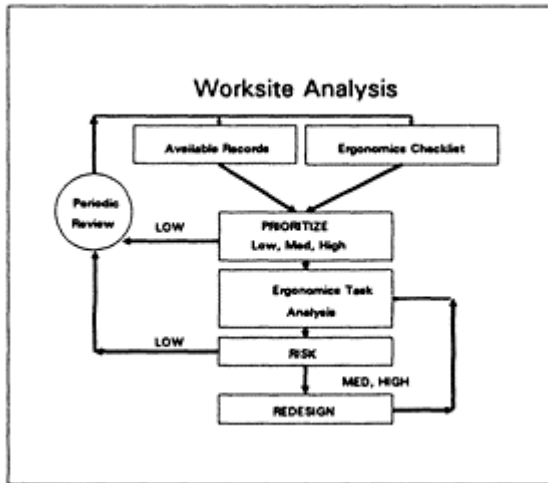 Worksite Analysis
Available Records
Ergonomics Checklist
Periodic
Review
LOW
PRIORITIZE
Low, Med, High
Ergonomice Task
Analysis
LOW
RISK
MED, HIGH
REDESIGN